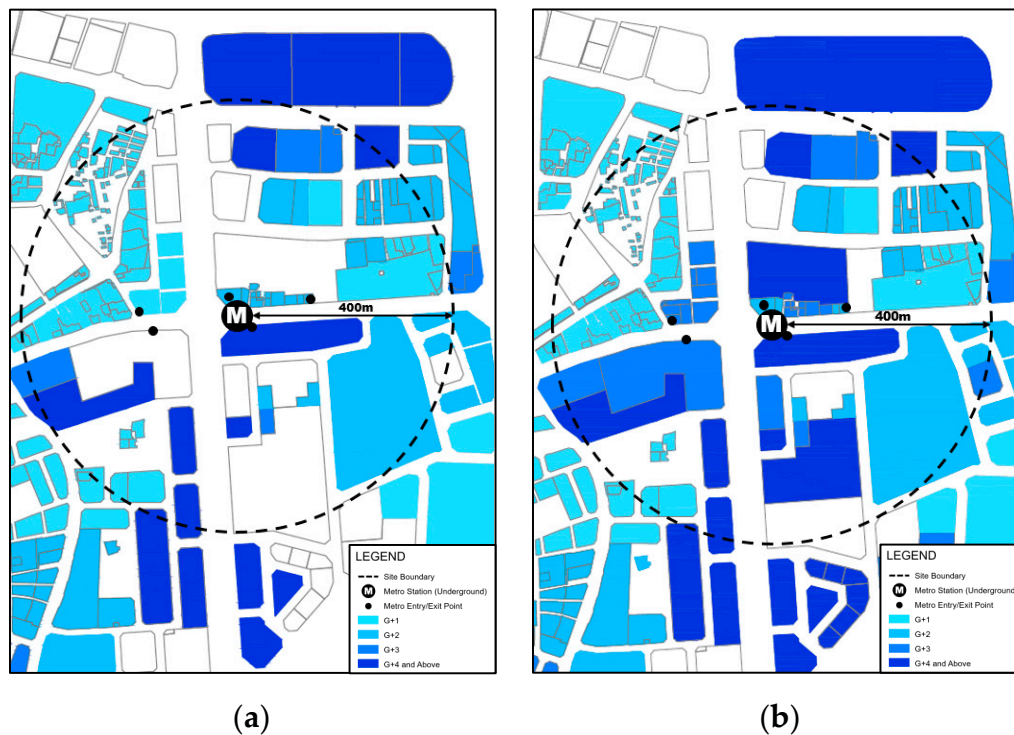 M
400m
LEGEND
Site Boundary
M Metro Station (Underground)
Metro Entry/Exit Point
G+1
G+2
G+3
G+4 and Above
(a)
M
400m
LEGEND
Site Boundary
M Metro Station (Underground)
Metro Entry/Exit Point
G+1
G+2
G+3
G+4 and Above
(b)